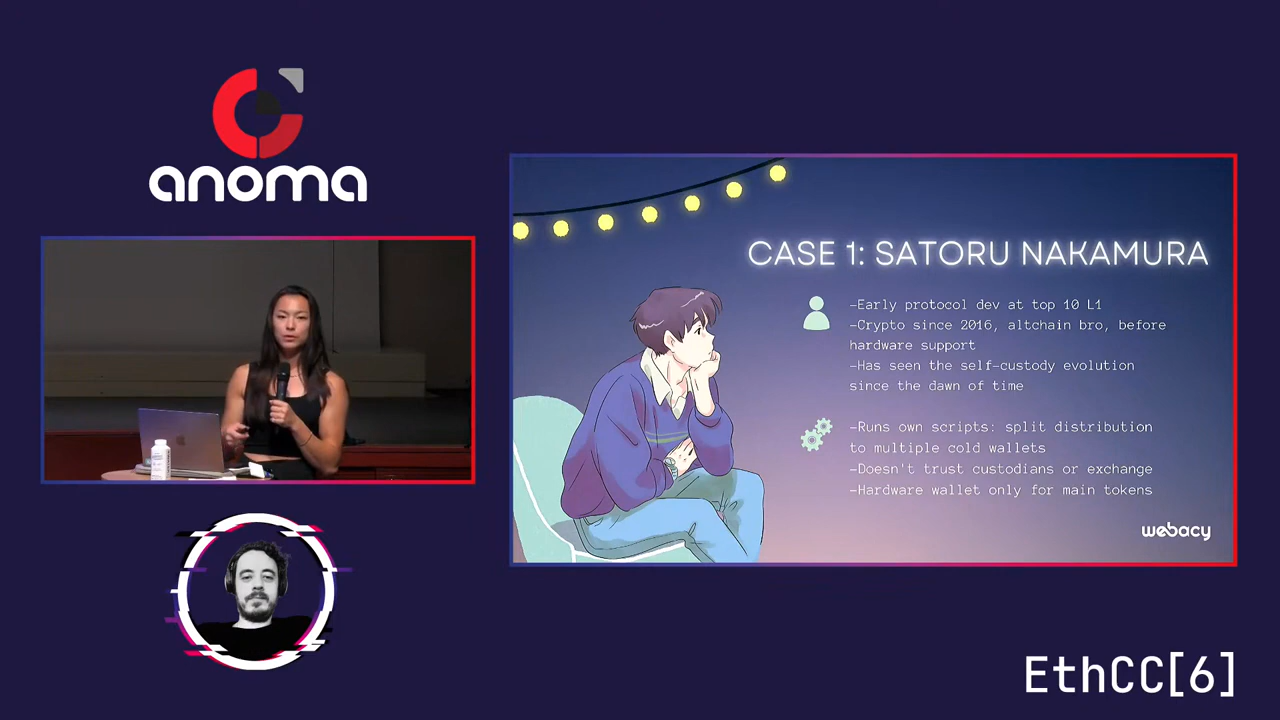 anoma
CASE 1: SATORU NAKAMURA
-Early protocol dev at top 10 L1
-Crypto since 2016, altchain bro, before
hardware support
-Has seen the self-custody evolution
since the dawn of time
-Runs own scripts: split distribution
to multiple cold wallets
-Doesn't trust custodians or exchange
-Hardware wallet only for main tokens
webacy
EthCC[6]